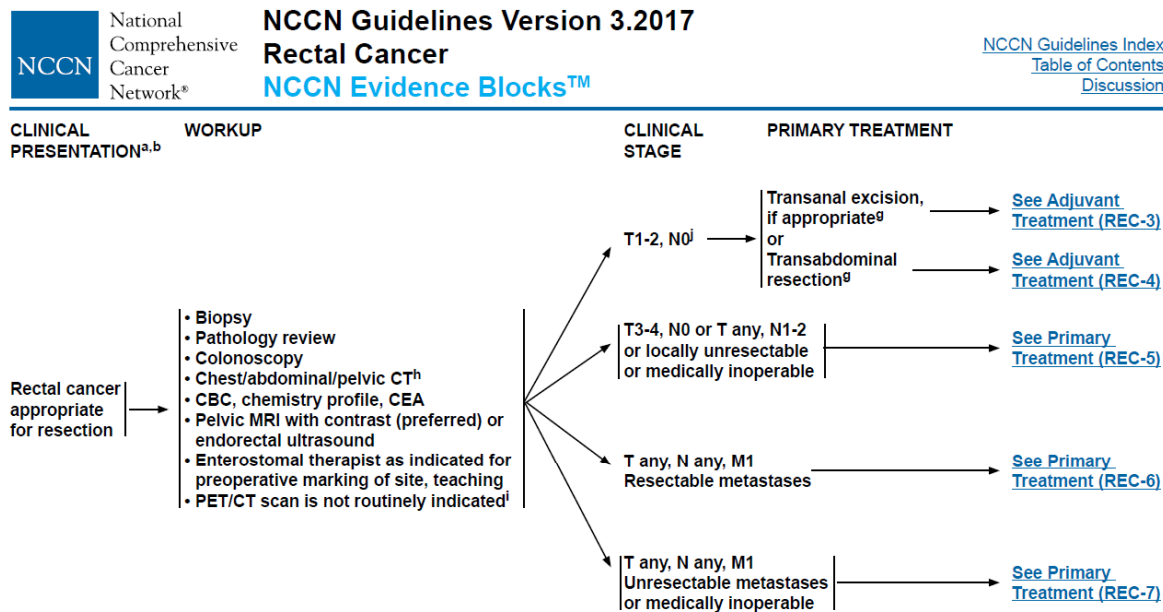 NCCN
National
Comprehensive
Cancer
Network®
NCCN Guidelines Version 3.2017
Rectal Cancer
NCCN Evidence Blocks™
NCCN Guidelines Index
Table of Contents
Discussion
CLINICAL
PRESENTATIONa,b
WORKUP
CLINICAL
STAGE
PRIMARY TREATMENT
Rectal cancer
appropriate
for resection
• Biopsy
• Pathology review
• Colonoscopy
• Chest/abdominal/pelvic CTh
• CBC, chemistry profile, CEA
• Pelvic MRI with contrast (preferred) or
endorectal ultrasound
• Enterostomal therapist as indicated for
preoperative marking of site, teaching
• PET/CT scan is not routinely indicatedi
T1-2, N0j
Transanal excision,
if appropriateg
or
Transabdominal
resectiong
See Adjuvant
Treatment (REC-3)
See Adjuvant
Treatment (REC-4)
T3-4, N0 or T any, N1-2
or locally unresectable
or medically inoperable
See Primary
Treatment (REC-5)
T any, N any, M1
Resectable metastases
See Primary
Treatment (REC-6)
T any, N any, M1
Unresectable metastases
or medically inoperable
See Primary
Treatment (REC-7)